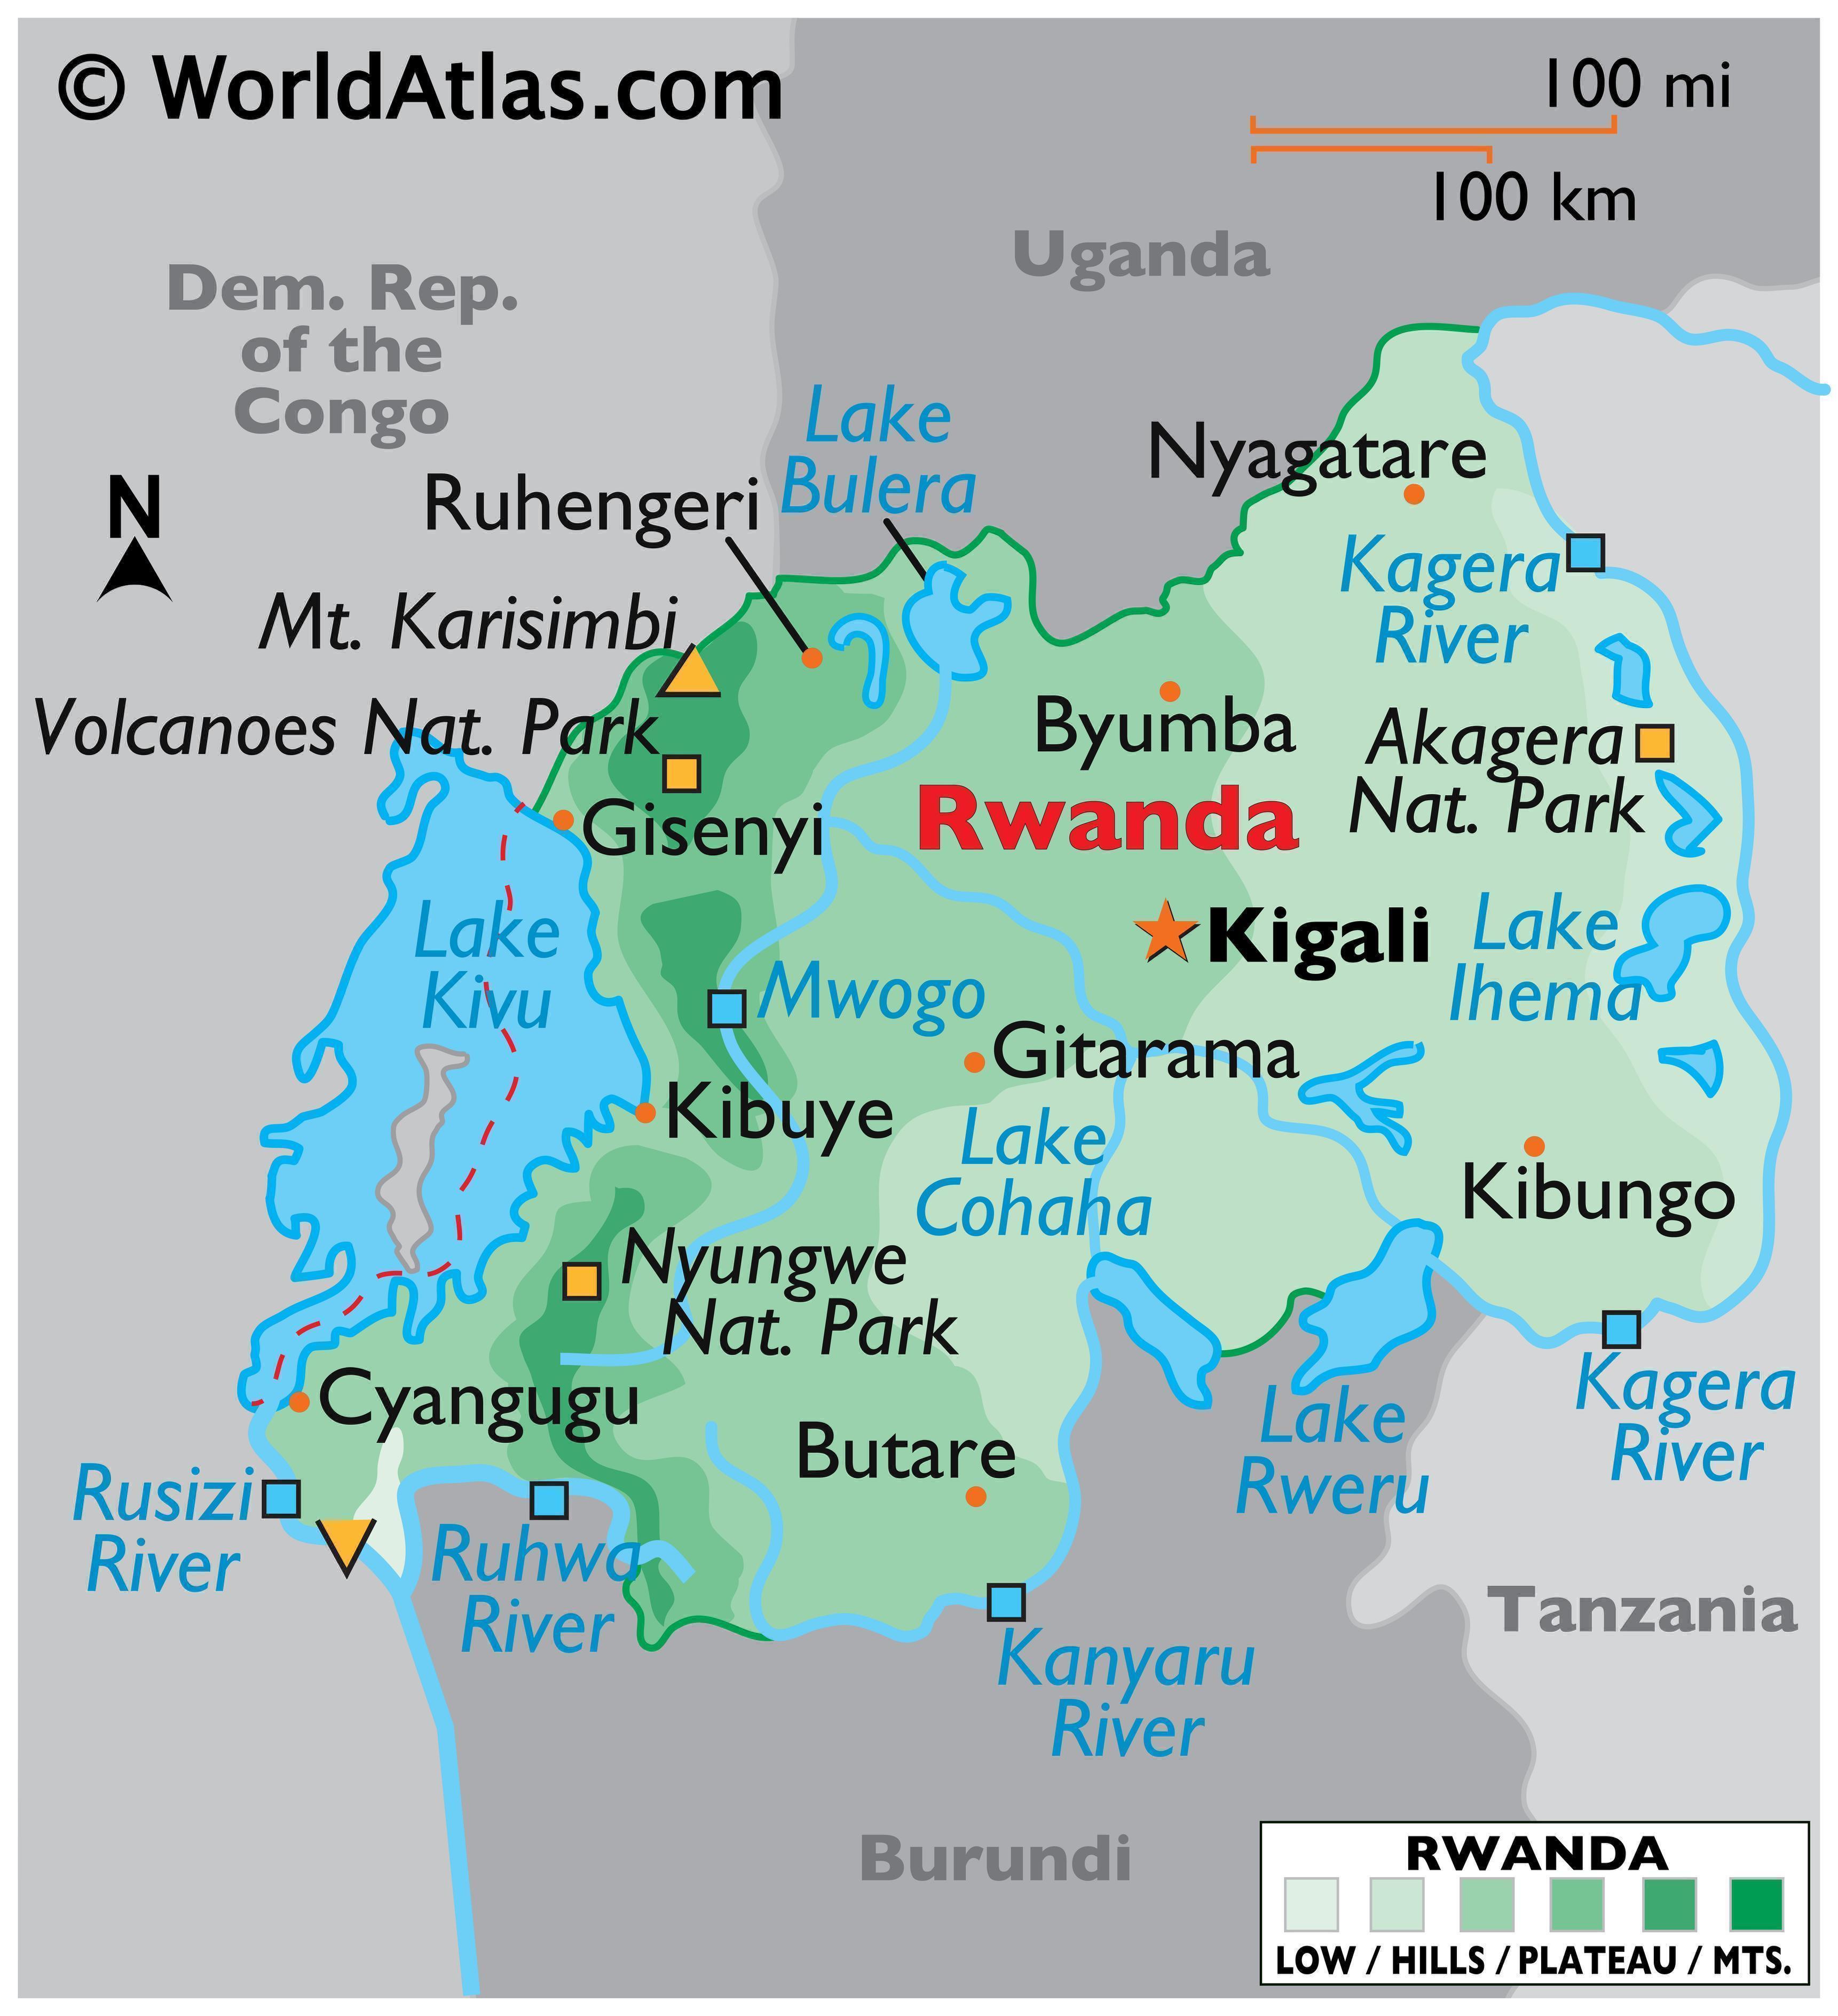 © WorldAtlas.com
100 mi
100 km
Uganda
Dem. Rep.
of the
Congo
Lake
Bulera
Nyagatare
Ruhengeri
N
Kagera
River
Mt. Karisimbi
Volcanoes Nat. Park
Byumba
Akagera
Nat. Park
Gisenyi
Rwanda
Lake
Kivu
Kigali
Lake
Ihema
Mwogo
Gitarama
Kibuye
Lake
Cohaha
Kibungo
Nyungwe
Nat. Park
Cyangugu
Butare
Lake
Rweru
Kagera
River
Rusizi
River
Ruhwa
River
Kanyaru
River
Tanzania
Burundi
RWANDA
LOW / HILLS / PLATEAU / MTS.